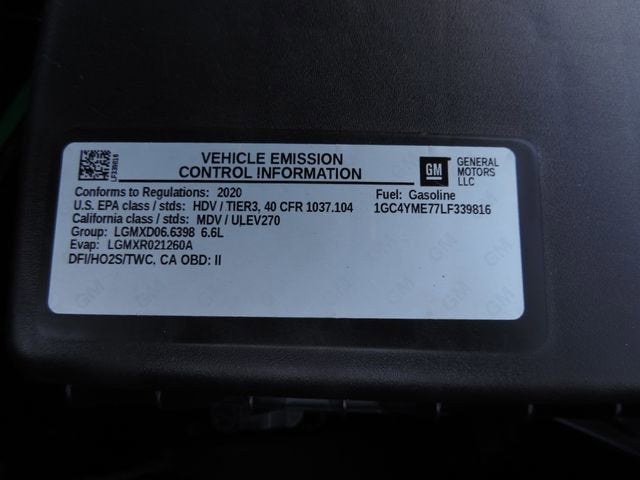 LF339816
VEHICLE EMISSION
CONTROL INFORMATION
GM
GENERAL
MOTORS
LLC
Conforms to Regulations: 2020
Fuel: Gasoline
U.S. EPA class / stds: HDV / TIER3, 40 CFR 1037.104
1GC4YME77LF339816
California class / stds: MDV / ULEV270
Group: LGMXD06.6398 6.6L
Evap: LGMXR021260A
DFI/HO2S/TWC, CA OBD: II